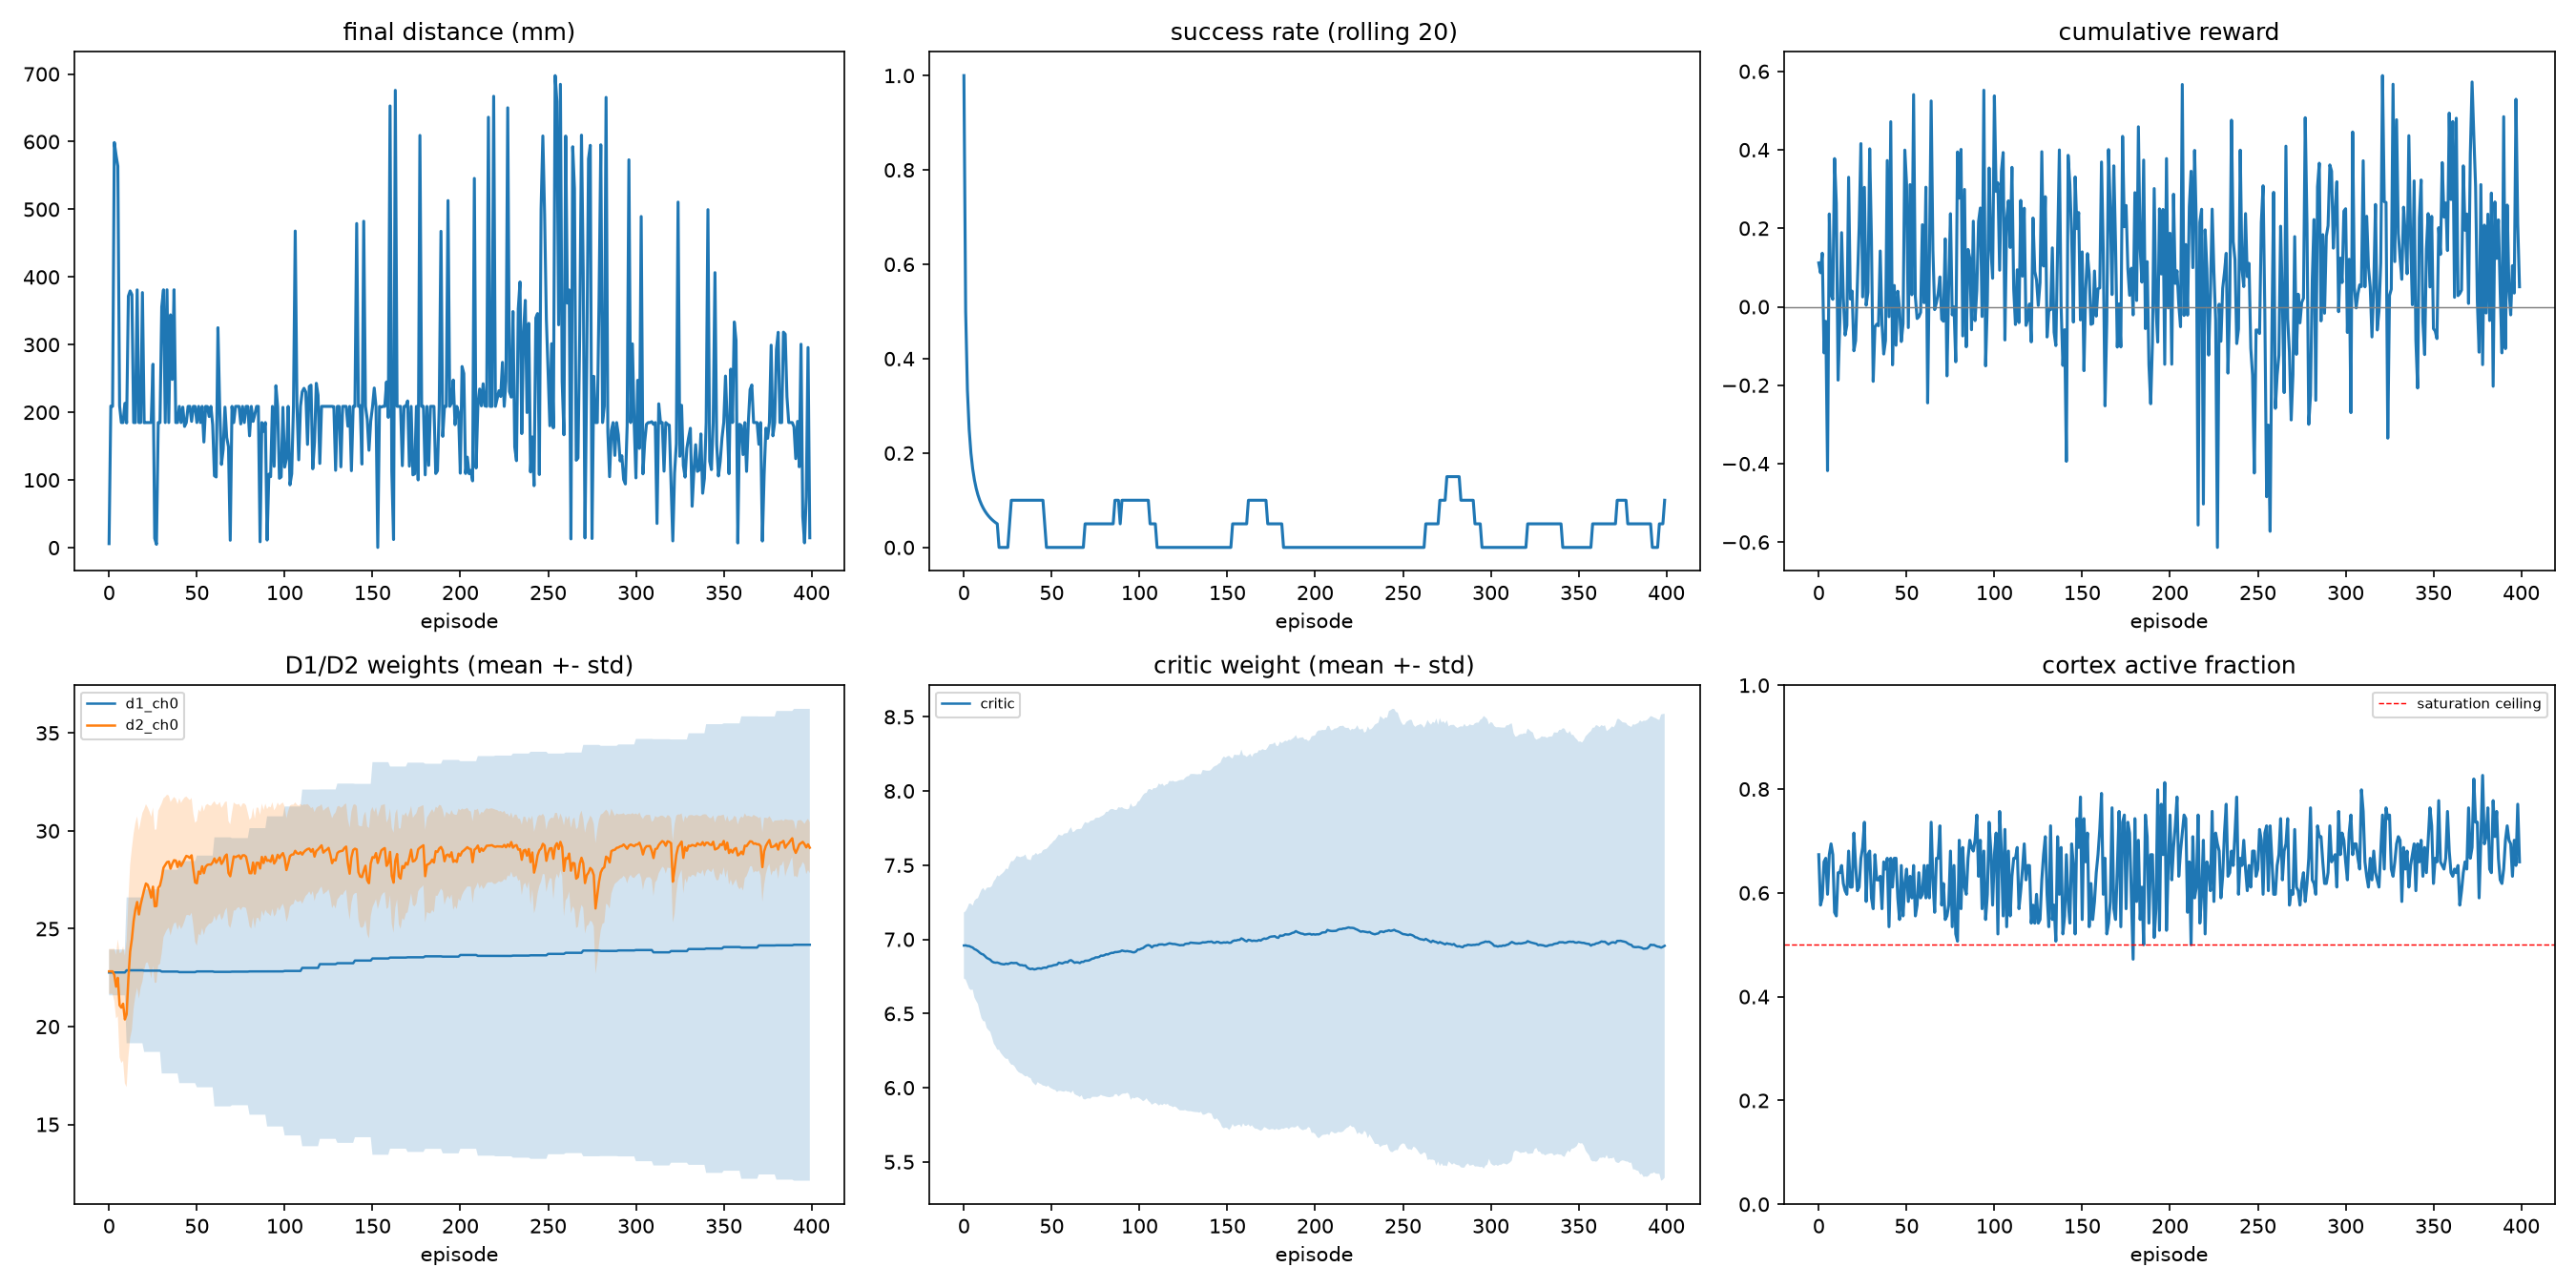 final distance (mm)
700
600
500
400
300
200
100
0
0 50 100 150 200 250 300 350 400
episode
success rate (rolling 20)
1.0
0.8
0.6
0.4
0.2
0.0
0 50 100 150 200 250 300 350 400
episode
cumulative reward
0.6
0.4
0.2
0.0
−0.2
−0.4
−0.6
0 50 100 150 200 250 300 350 400
episode
D1/D2 weights (mean +- std)
d1_ch0
d2_ch0
35
30
25
20
15
0 50 100 150 200 250 300 350 400
episode
critic weight (mean +- std)
critic
8.5
8.0
7.5
7.0
6.5
6.0
5.5
0 50 100 150 200 250 300 350 400
episode
cortex active fraction
saturation ceiling
1.0
0.8
0.6
0.4
0.2
0.0
0 50 100 150 200 250 300 350 400
episode